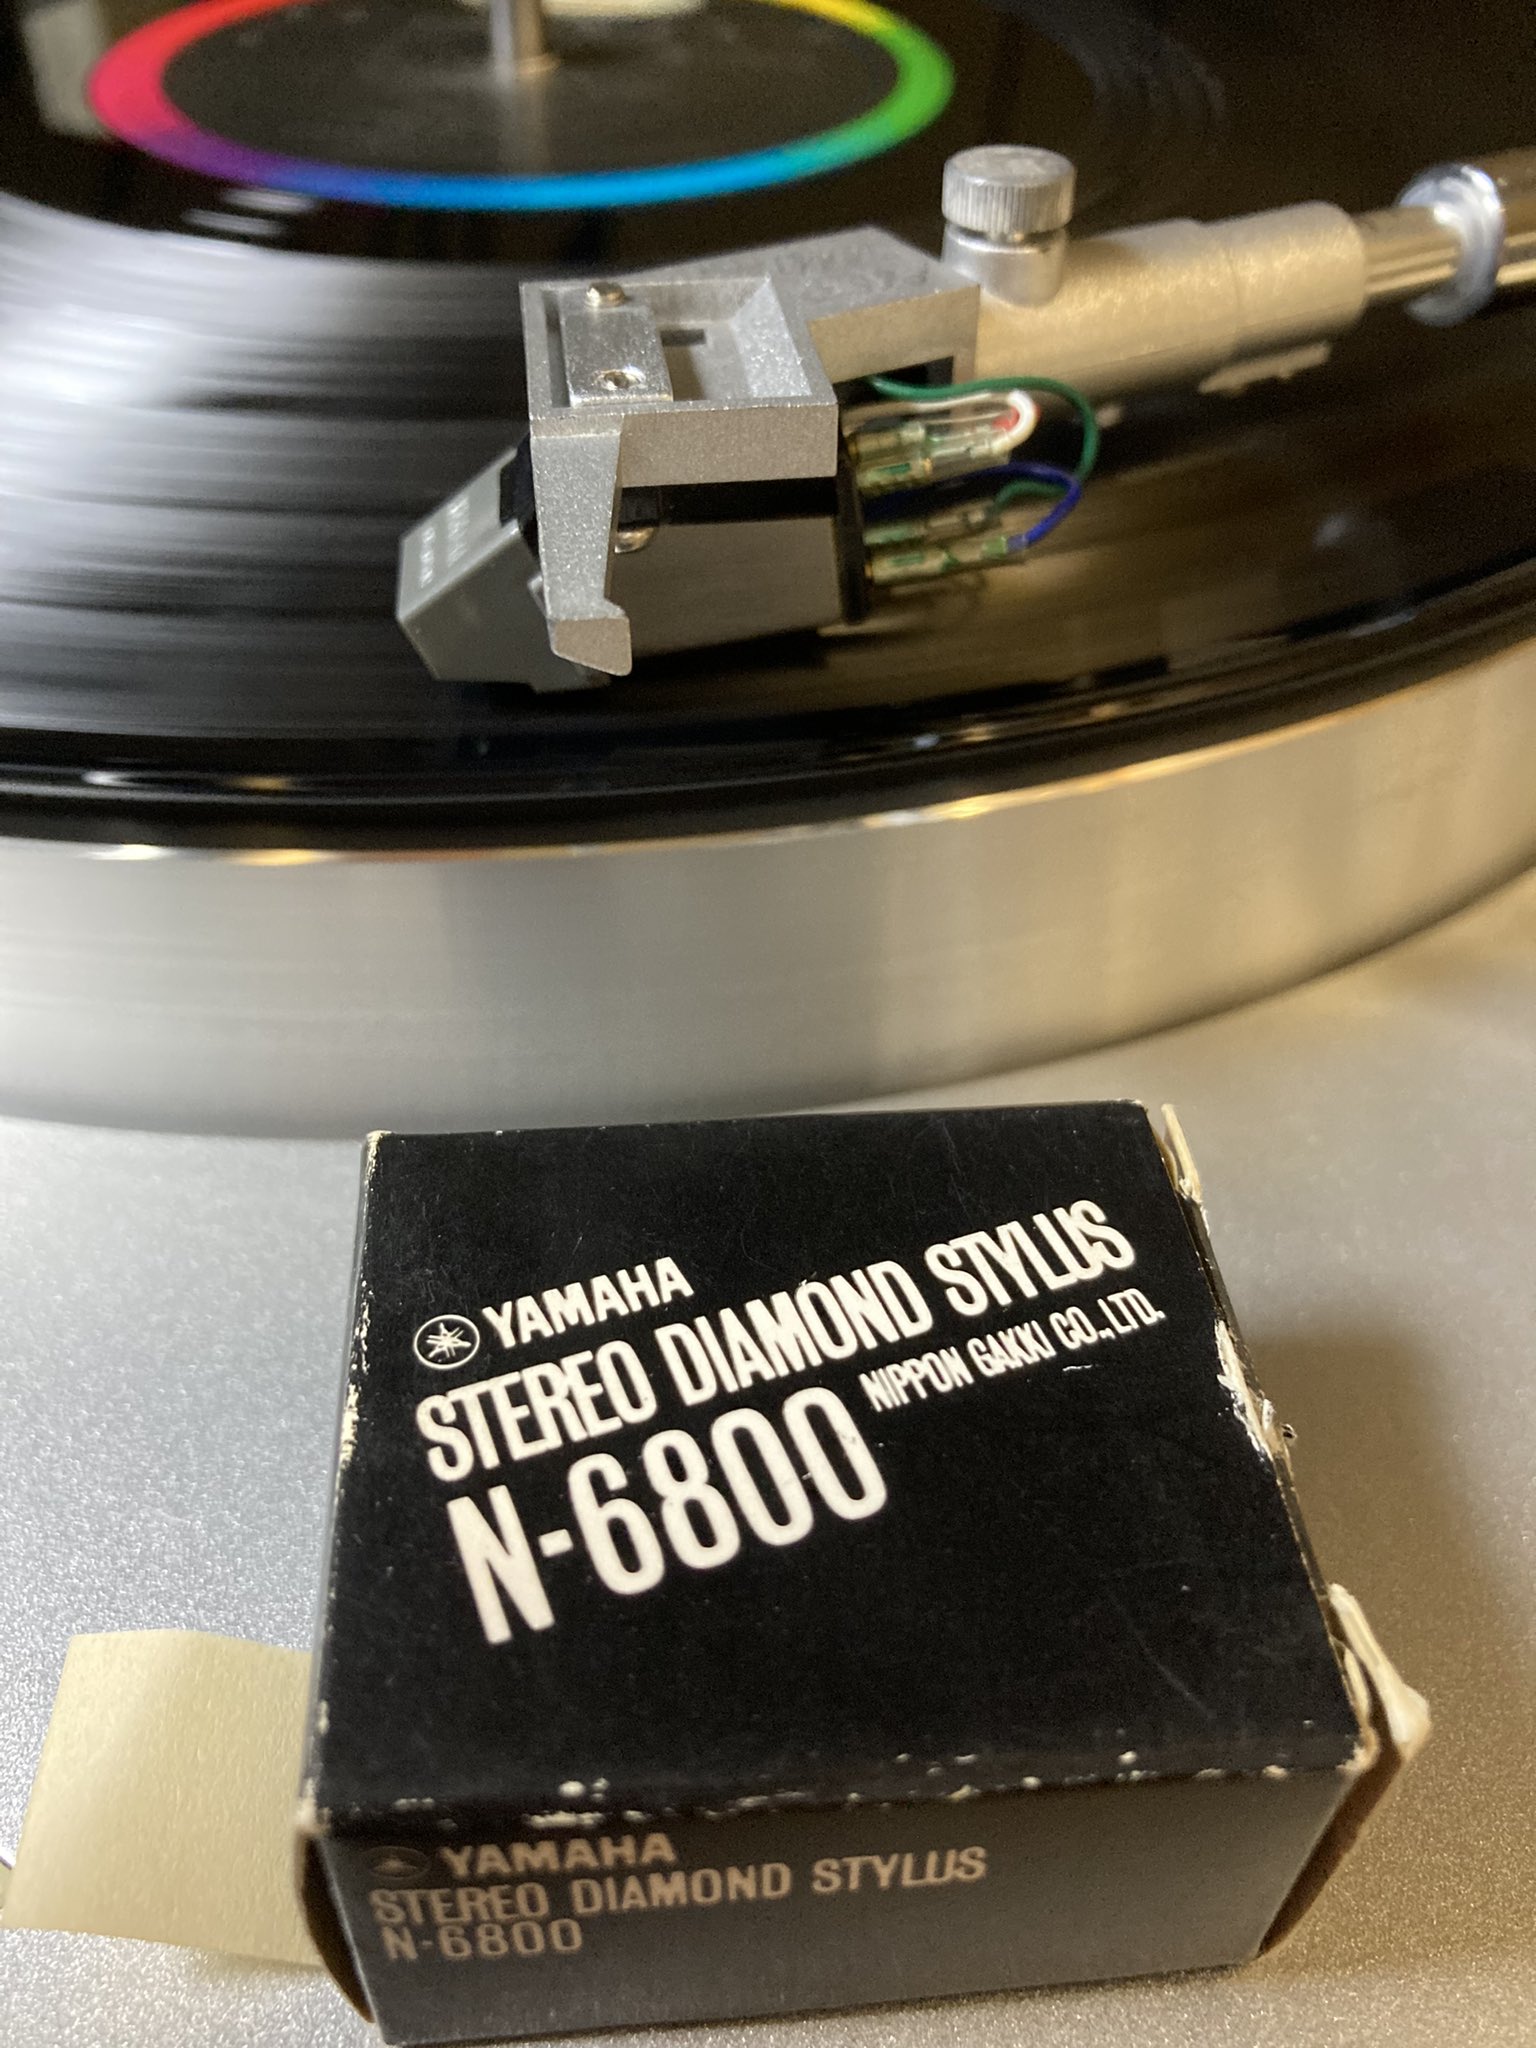 YAMAHA
STEREO DIAMOND STYLUS
N-6800
NIPPON GAKKI CO., LTD.
YAMAHA
STEREO DIAMOND STYLUS
N-6800